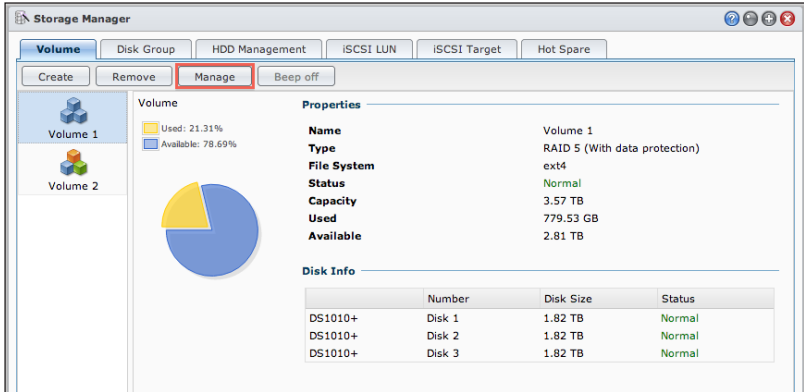 Storage Manager
Volume Disk Group HDD Management iSCSI LUN iSCSI Target Hot Spare
Create Remove Manage Beep off
Volume 1
Volume 2
Volume
Used: 21.31%
Available: 78.69%
Properties
Name Volume 1
Type RAID 5 (With data protection)
File System ext4
Status Normal
Capacity 3.57 TB
Used 779.53 GB
Available 2.81 TB
Disk Info
Number Disk Size Status
DS1010+ Disk 1 1.82 TB Normal
DS1010+ Disk 2 1.82 TB Normal
DS1010+ Disk 3 1.82 TB Normal